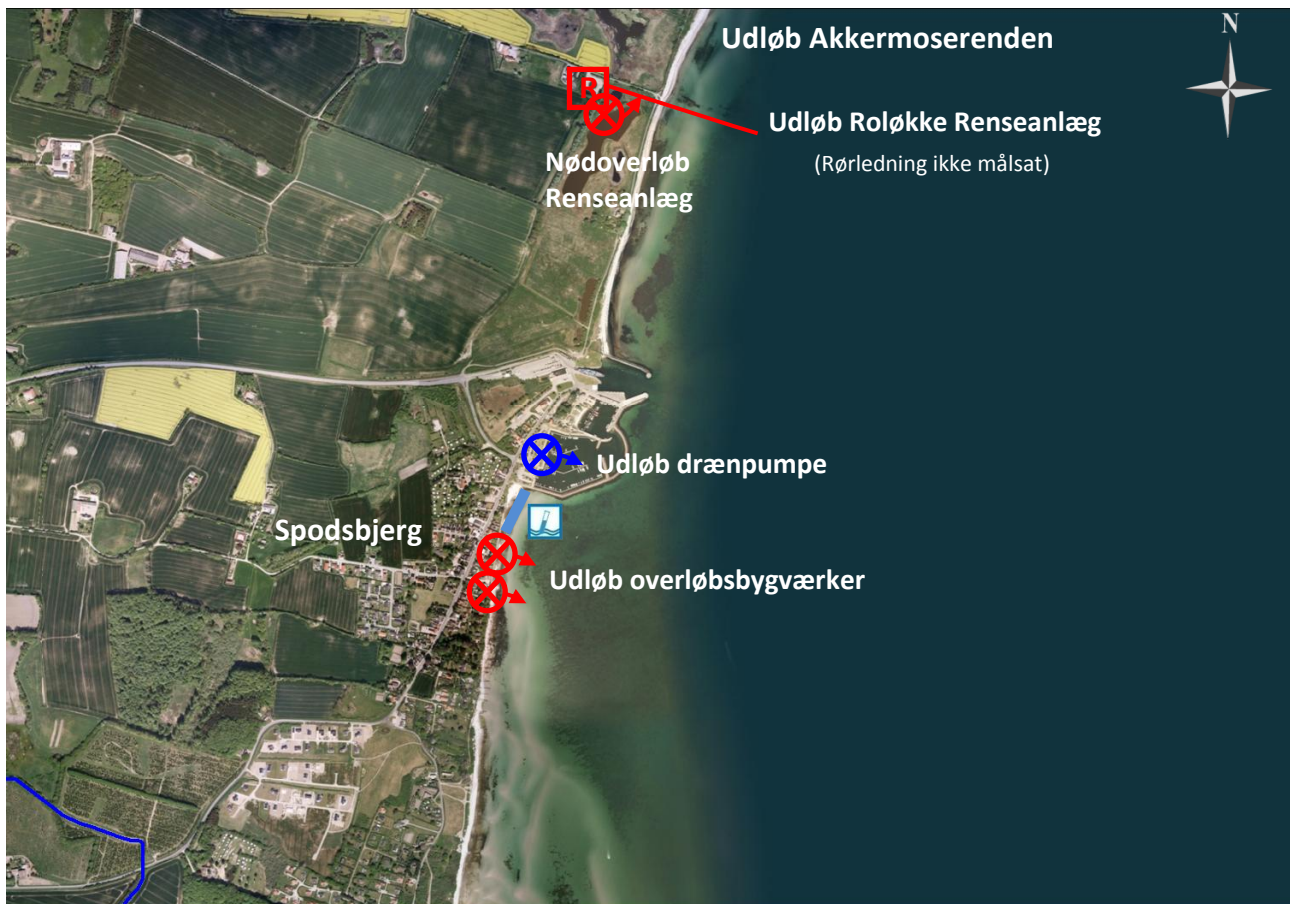 Udløb Akkermoserenden
N
R
Udløb Roløkke Renseanlæg
(Rørledning ikke målsat)
Nødoverløb
Renseanlæg
Udløb drænpumpe
Spodsbjerg
Udløb overløbsbygværker